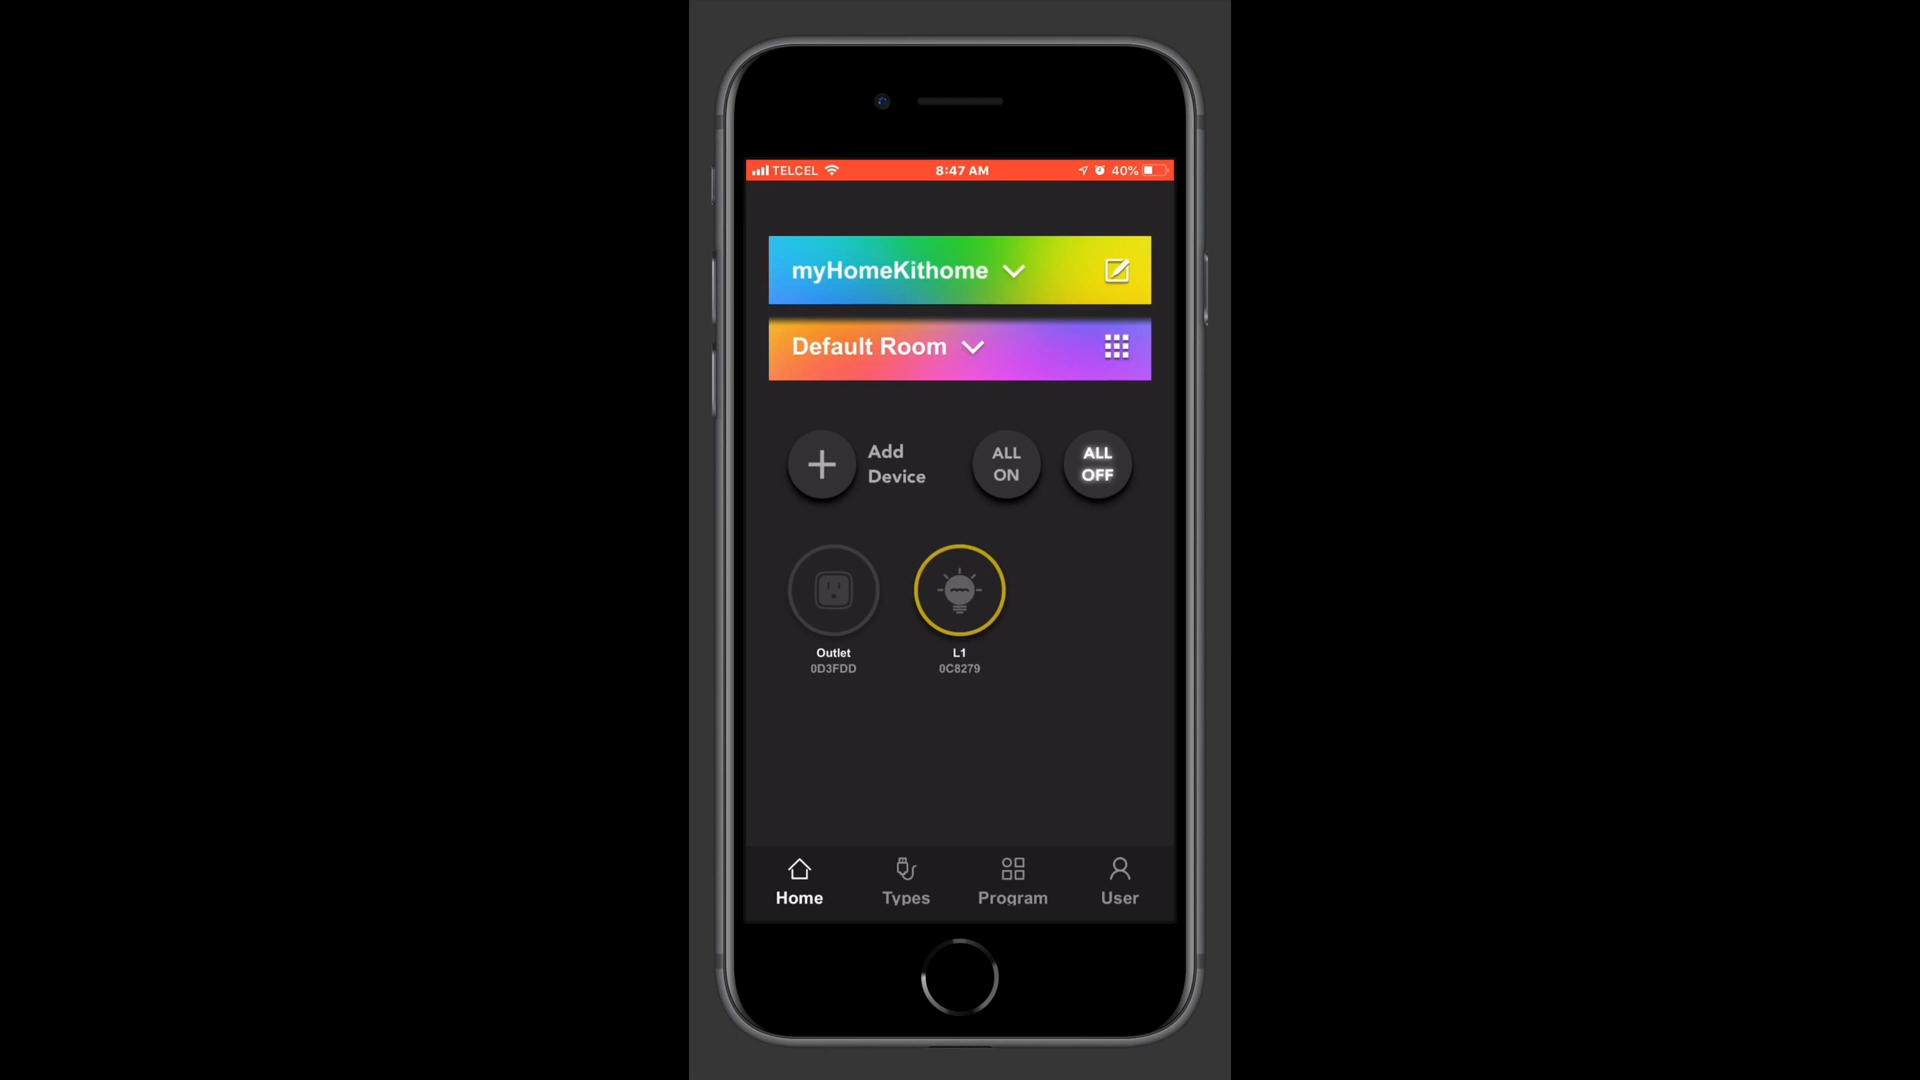 TELCEL 8:47 AM 40%
myHomeKithome
Default Room
Add
Device
ALL
ON
ALL
OFF
Outlet
0D3FDD
L1
0C8279
Home Types Program User